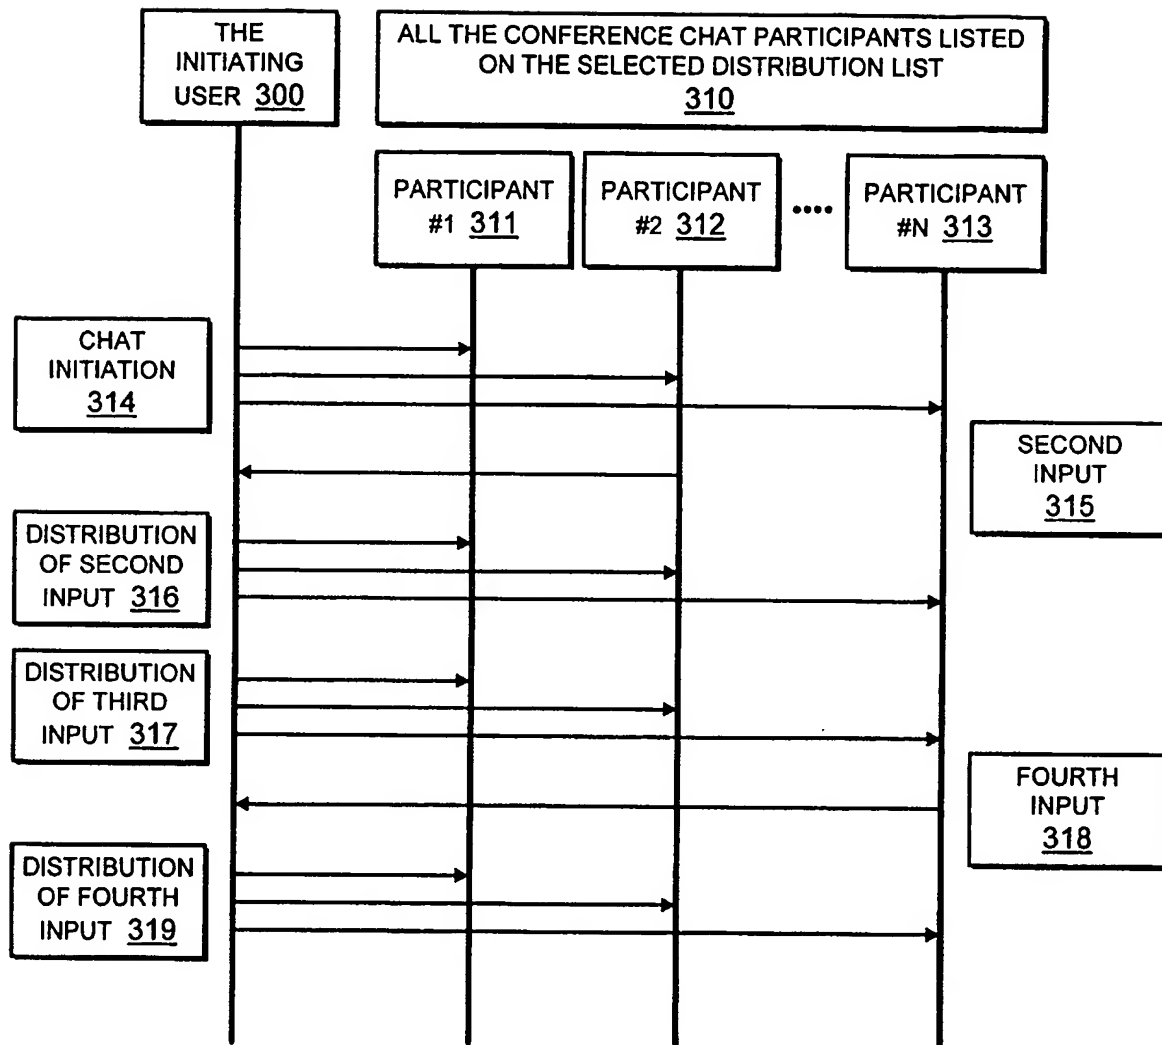 THE
INITIATING
USER 300
ALL THE CONFERENCE CHAT PARTICIPANTS LISTED
ON THE SELECTED DISTRIBUTION LIST
310
PARTICIPANT
#1 311
PARTICIPANT
#2 312
••••
PARTICIPANT
#N 313
CHAT
INITIATION
314
SECOND
INPUT
315
DISTRIBUTION
OF SECOND
INPUT 316
DISTRIBUTION
OF THIRD
INPUT 317
FOURTH
INPUT
318
DISTRIBUTION
OF FOURTH
INPUT 319